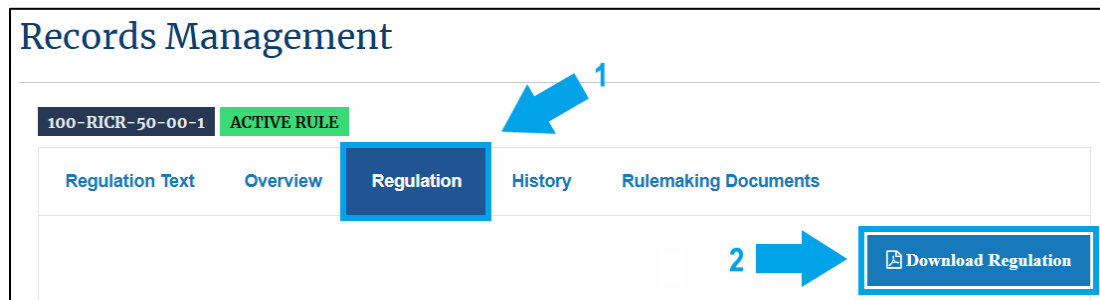 Records Management
1
100-RICR-50-00-1 ACTIVE RULE
Regulation Text Overview Regulation History Rulemaking Documents
2 Download Regulation